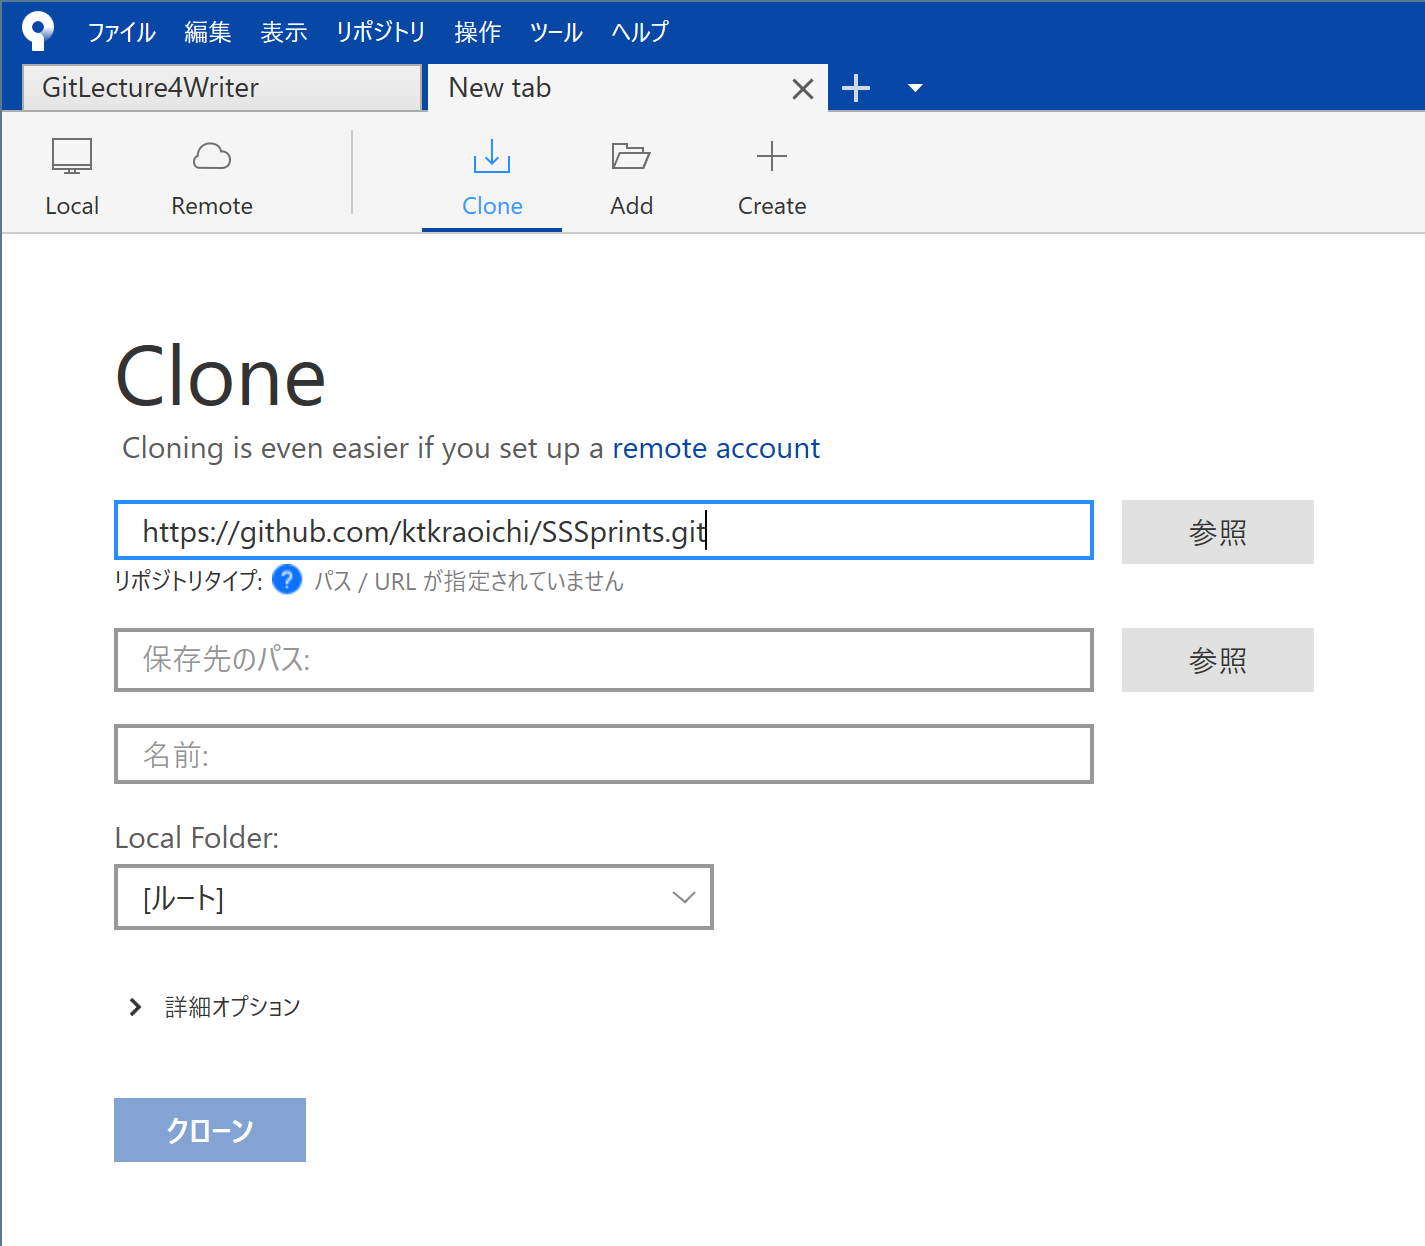 ファイル 編集 表示 リポジトリ 操作 ツール ヘルプ
GitLecture4Writer New tab
Local Remote Clone Add Create
Clone
Cloning is even easier if you set up a remote account
https://github.com/ktkraoichi/SSSprints.git 参照
リポジトリタイプ: ? パス / URL が指定されていません
保存先のパス: 参照
名前:
Local Folder:
[ルート]
詳細オプション
クローン